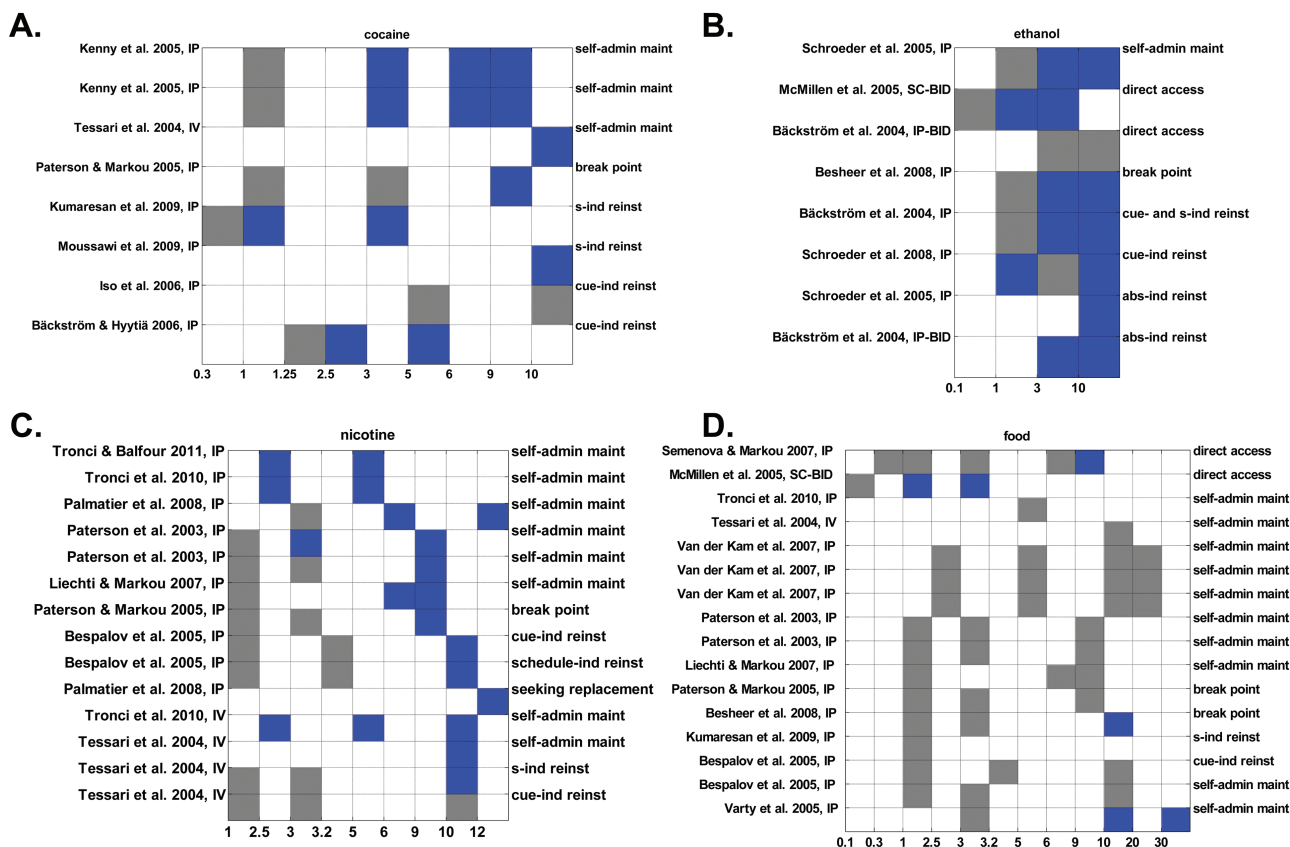 A.
cocaine
Kenny et al. 2005, IP self-admin maint
Kenny et al. 2005, IP self-admin maint
Tessari et al. 2004, IV self-admin maint
Paterson & Markou 2005, IP break point
Kumaresan et al. 2009, IP s-ind reinst
Moussawi et al. 2009, IP s-ind reinst
Iso et al. 2006, IP cue-ind reinst
Bäckström & Hyytiä 2006, IP cue-ind reinst
0.3 1 1.25 2.5 3 5 6 9 10
B.
ethanol
Schroeder et al. 2005, IP self-admin maint
McMillen et al. 2005, SC-BID direct access
Bäckström et al. 2004, IP-BID direct access
Besheer et al. 2008, IP break point
Bäckström et al. 2004, IP cue- and s-ind reinst
Schroeder et al. 2008, IP cue-ind reinst
Schroeder et al. 2005, IP abs-ind reinst
Bäckström et al. 2004, IP-BID abs-ind reinst
0.1 1 3 10
C.
nicotine
Tronci & Balfour 2011, IP self-admin maint
Tronci et al. 2010, IP self-admin maint
Palmatier et al. 2008, IP self-admin maint
Paterson et al. 2003, IP self-admin maint
Paterson et al. 2003, IP self-admin maint
Liechti & Markou 2007, IP self-admin maint
Paterson & Markou 2005, IP break point
Bespalov et al. 2005, IP cue-ind reinst
Bespalov et al. 2005, IP schedule-ind reinst
Palmatier et al. 2008, IP seeking replacement
Tronci et al. 2010, IV self-admin maint
Tessari et al. 2004, IV self-admin maint
Tessari et al. 2004, IV s-ind reinst
Tessari et al. 2004, IV cue-ind reinst
1 2.5 3 3.2 5 6 9 10 12
D.
food
Semenova & Markou 2007, IP direct access
McMillen et al. 2005, SC-BID direct access
Tronci et al. 2010, IP self-admin maint
Tessari et al. 2004, IV self-admin maint
Van der Kam et al. 2007, IP self-admin maint
Van der Kam et al. 2007, IP self-admin maint
Van der Kam et al. 2007, IP self-admin maint
Paterson et al. 2003, IP self-admin maint
Paterson et al. 2003, IP self-admin maint
Liechti & Markou 2007, IP self-admin maint
Paterson & Markou 2005, IP break point
Besheer et al. 2008, IP break point
Kumaresan et al. 2009, IP s-ind reinst
Bespalov et al. 2005, IP cue-ind reinst
Bespalov et al. 2005, IP self-admin maint
Varty et al. 2005, IP self-admin maint
0.1 0.3 1 2.5 3 3.2 5 6 9 10 20 30